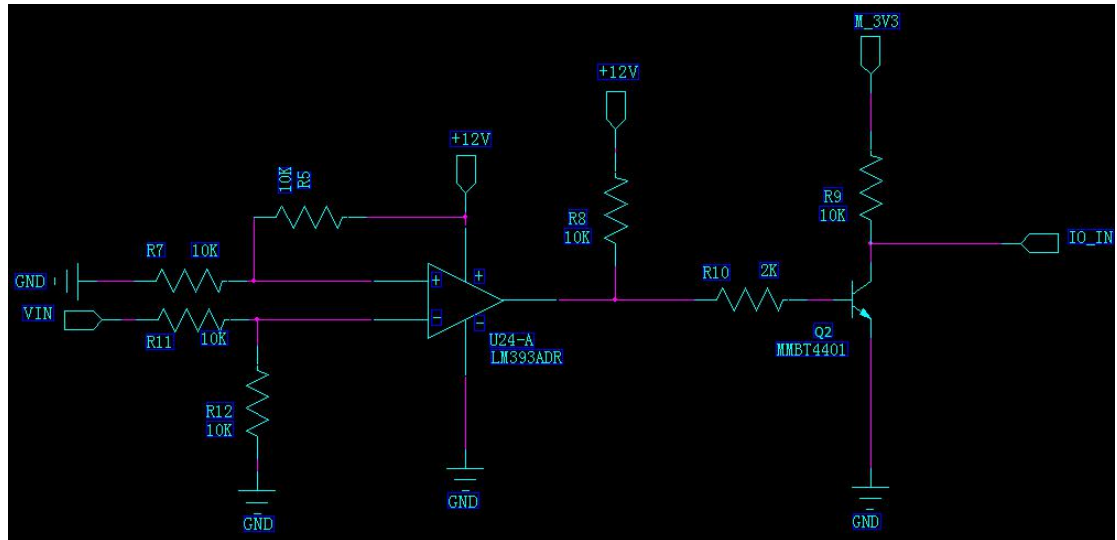 M_3V3
+12V
+12V
10K
R5
R9
10K
R8
10K
IO_IN
R7 10K
R10 2K
GND
+
+
VIN
-
-
R11 10K
U24-A
LM393ADR
Q2
MMBT4401
R12
10K
GND
GND
GND